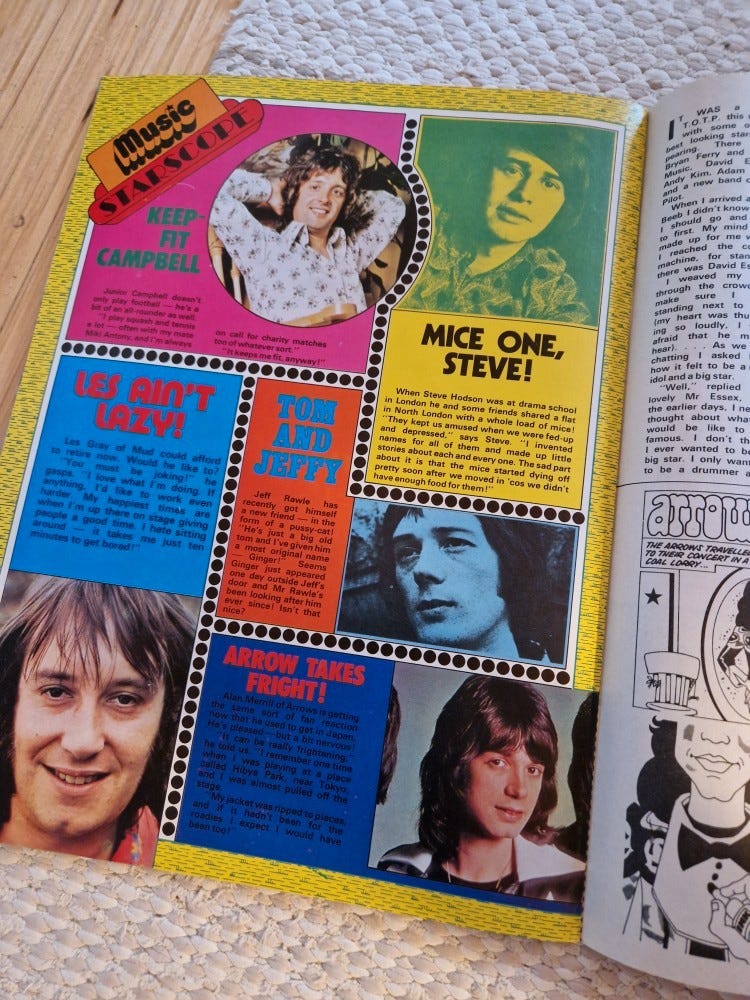 Music
STARSCOPE
KEEP-
FIT
CAMPBELL
Junior Campbell doesn't
only play football — he's a
bit of an all-rounder as well.
"I play squash and tennis
a lot — often with my mate
Miki Antony, and I'm always
on call for charity matches
too of whatever sort."
"It keeps me fit, anyway!"
MICE ONE,
STEVE!
When Steve Hodson was at drama school
in London he and some friends shared a flat
in North London with a whole load of mice!
"They kept us amused when we were fed-up
and depressed," says Steve. "I invented
names for all of them and made up little
stories about each and every one. The sad part
about it is that the mice started dying off
pretty soon after we moved in 'cos we didn't
have enough food for them!"
LES AIN'T
LAZY!
Les Gray of Mud could afford
to retire now. Would he like to?
"You must be joking!" he
gasps. "I love what I'm doing. If
anything, I'd like to work even
harder. My happiest times are
when I'm up there on stage giving
people a good time. I hate sitting
around — it takes me just ten
minutes to get bored!"
TOM
AND
JEFFY
Jeff Rawle has
recently got himself
a new friend — in the
form of a pussy-cat!
"He's just a big old
tom and I've given him
a most original name
— Ginger!" Seems
Ginger just appeared
one day outside Jeff's
door and Mr Rawle's
been looking after him
ever since! Isn't that
nice?
ARROW TAKES
FRIGHT!
Alan Merrill of Arrows is getting
the same sort of fan reaction
now that he used to get in Japan.
He's pleased — but a bit nervous!
"It can be really frightening,"
he told us. "I remember one time
when I was playing at a place
called Hibya Park, near Tokyo,
and I was almost pulled off the
stage.
"My jacket was ripped to pieces,
and if it hadn't been for the
roadies I expect I would have
been too!"
IT WAS a
T.O.T.P. this
with some o
best looking star
pearing. There
Bryan Ferry and
Music, David E
Andy Kim, Adam
and a new band c
Pilot.
When I arrived a
Beeb I didn't know
I should go and
to first. My mind
made up for me w
I reached the c
machine, for stan
there was David Es
I weaved my
through the crow
make sure I
standing next to
(my heart was thu
ing so loudly, I
afraid that he m
hear) . . . As we
chatting I asked
how it felt to be a
idol and a big star.
"Well," replied
lovely Mr Essex,
the earlier days, I ne
thought about what
would be like to
famous. I don't th
I ever wanted to be
big star. I only wan
to be a drummer a
arrow
THE ARROWS TRAVELLE
TO THEIR CONCERT IN A
COAL LORRY...